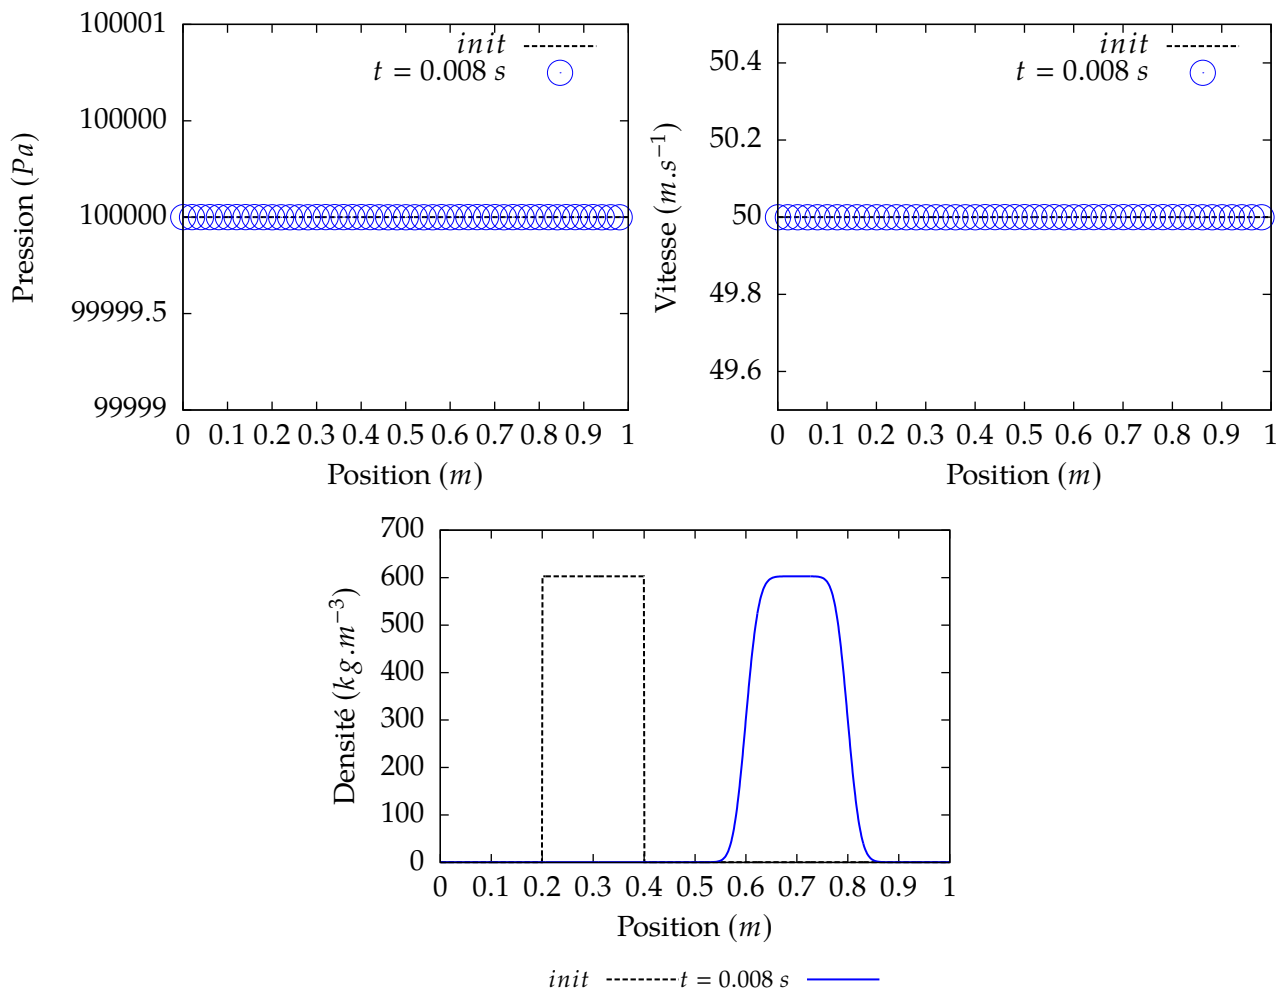 100001
100000
100000
99999.5
99999
Pression (Pa)
init
t = 0.008 s
0 0.1 0.2 0.3 0.4 0.5 0.6 0.7 0.8 0.9 1
Position (m)
50.4
50.2
50
49.8
49.6
Vitesse (m.s−1)
init
t = 0.008 s
0 0.1 0.2 0.3 0.4 0.5 0.6 0.7 0.8 0.9 1
Position (m)
700
600
500
400
300
200
100
0
Densité (kg.m−3)
0 0.1 0.2 0.3 0.4 0.5 0.6 0.7 0.8 0.9 1
Position (m)
init t = 0.008 s